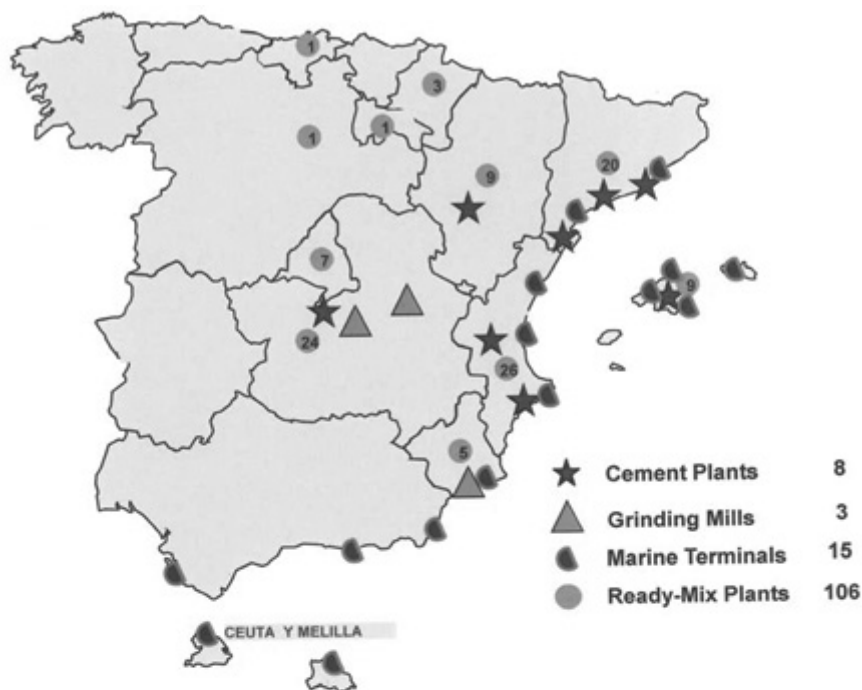 1
3
1
1
9
20
7
9
24
26
5
Cement Plants 8
Grinding Mills 3
Marine Terminals 15
Ready-Mix Plants 106
CEUTA Y MELILLA